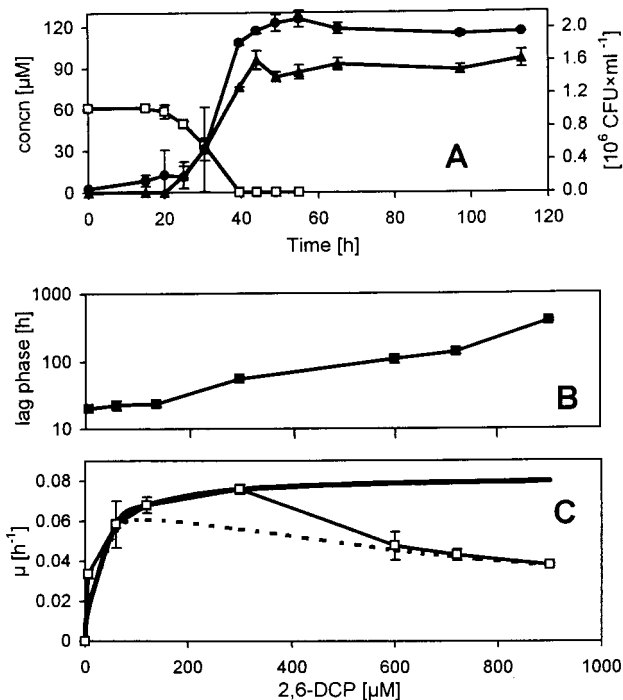 120
90
60
30
0
concn [µM]
2.0
1.6
1.2
0.8
0.4
0.0
[10⁶ CFU×ml⁻¹]
A
0 20 40 60 80 100 120
Time [h]
1000
100
10
lag phase [h]
B
0.08
0.06
0.04
0.02
0
µ [h⁻¹]
C
0 200 400 600 800 1000
2,6-DCP [µM]